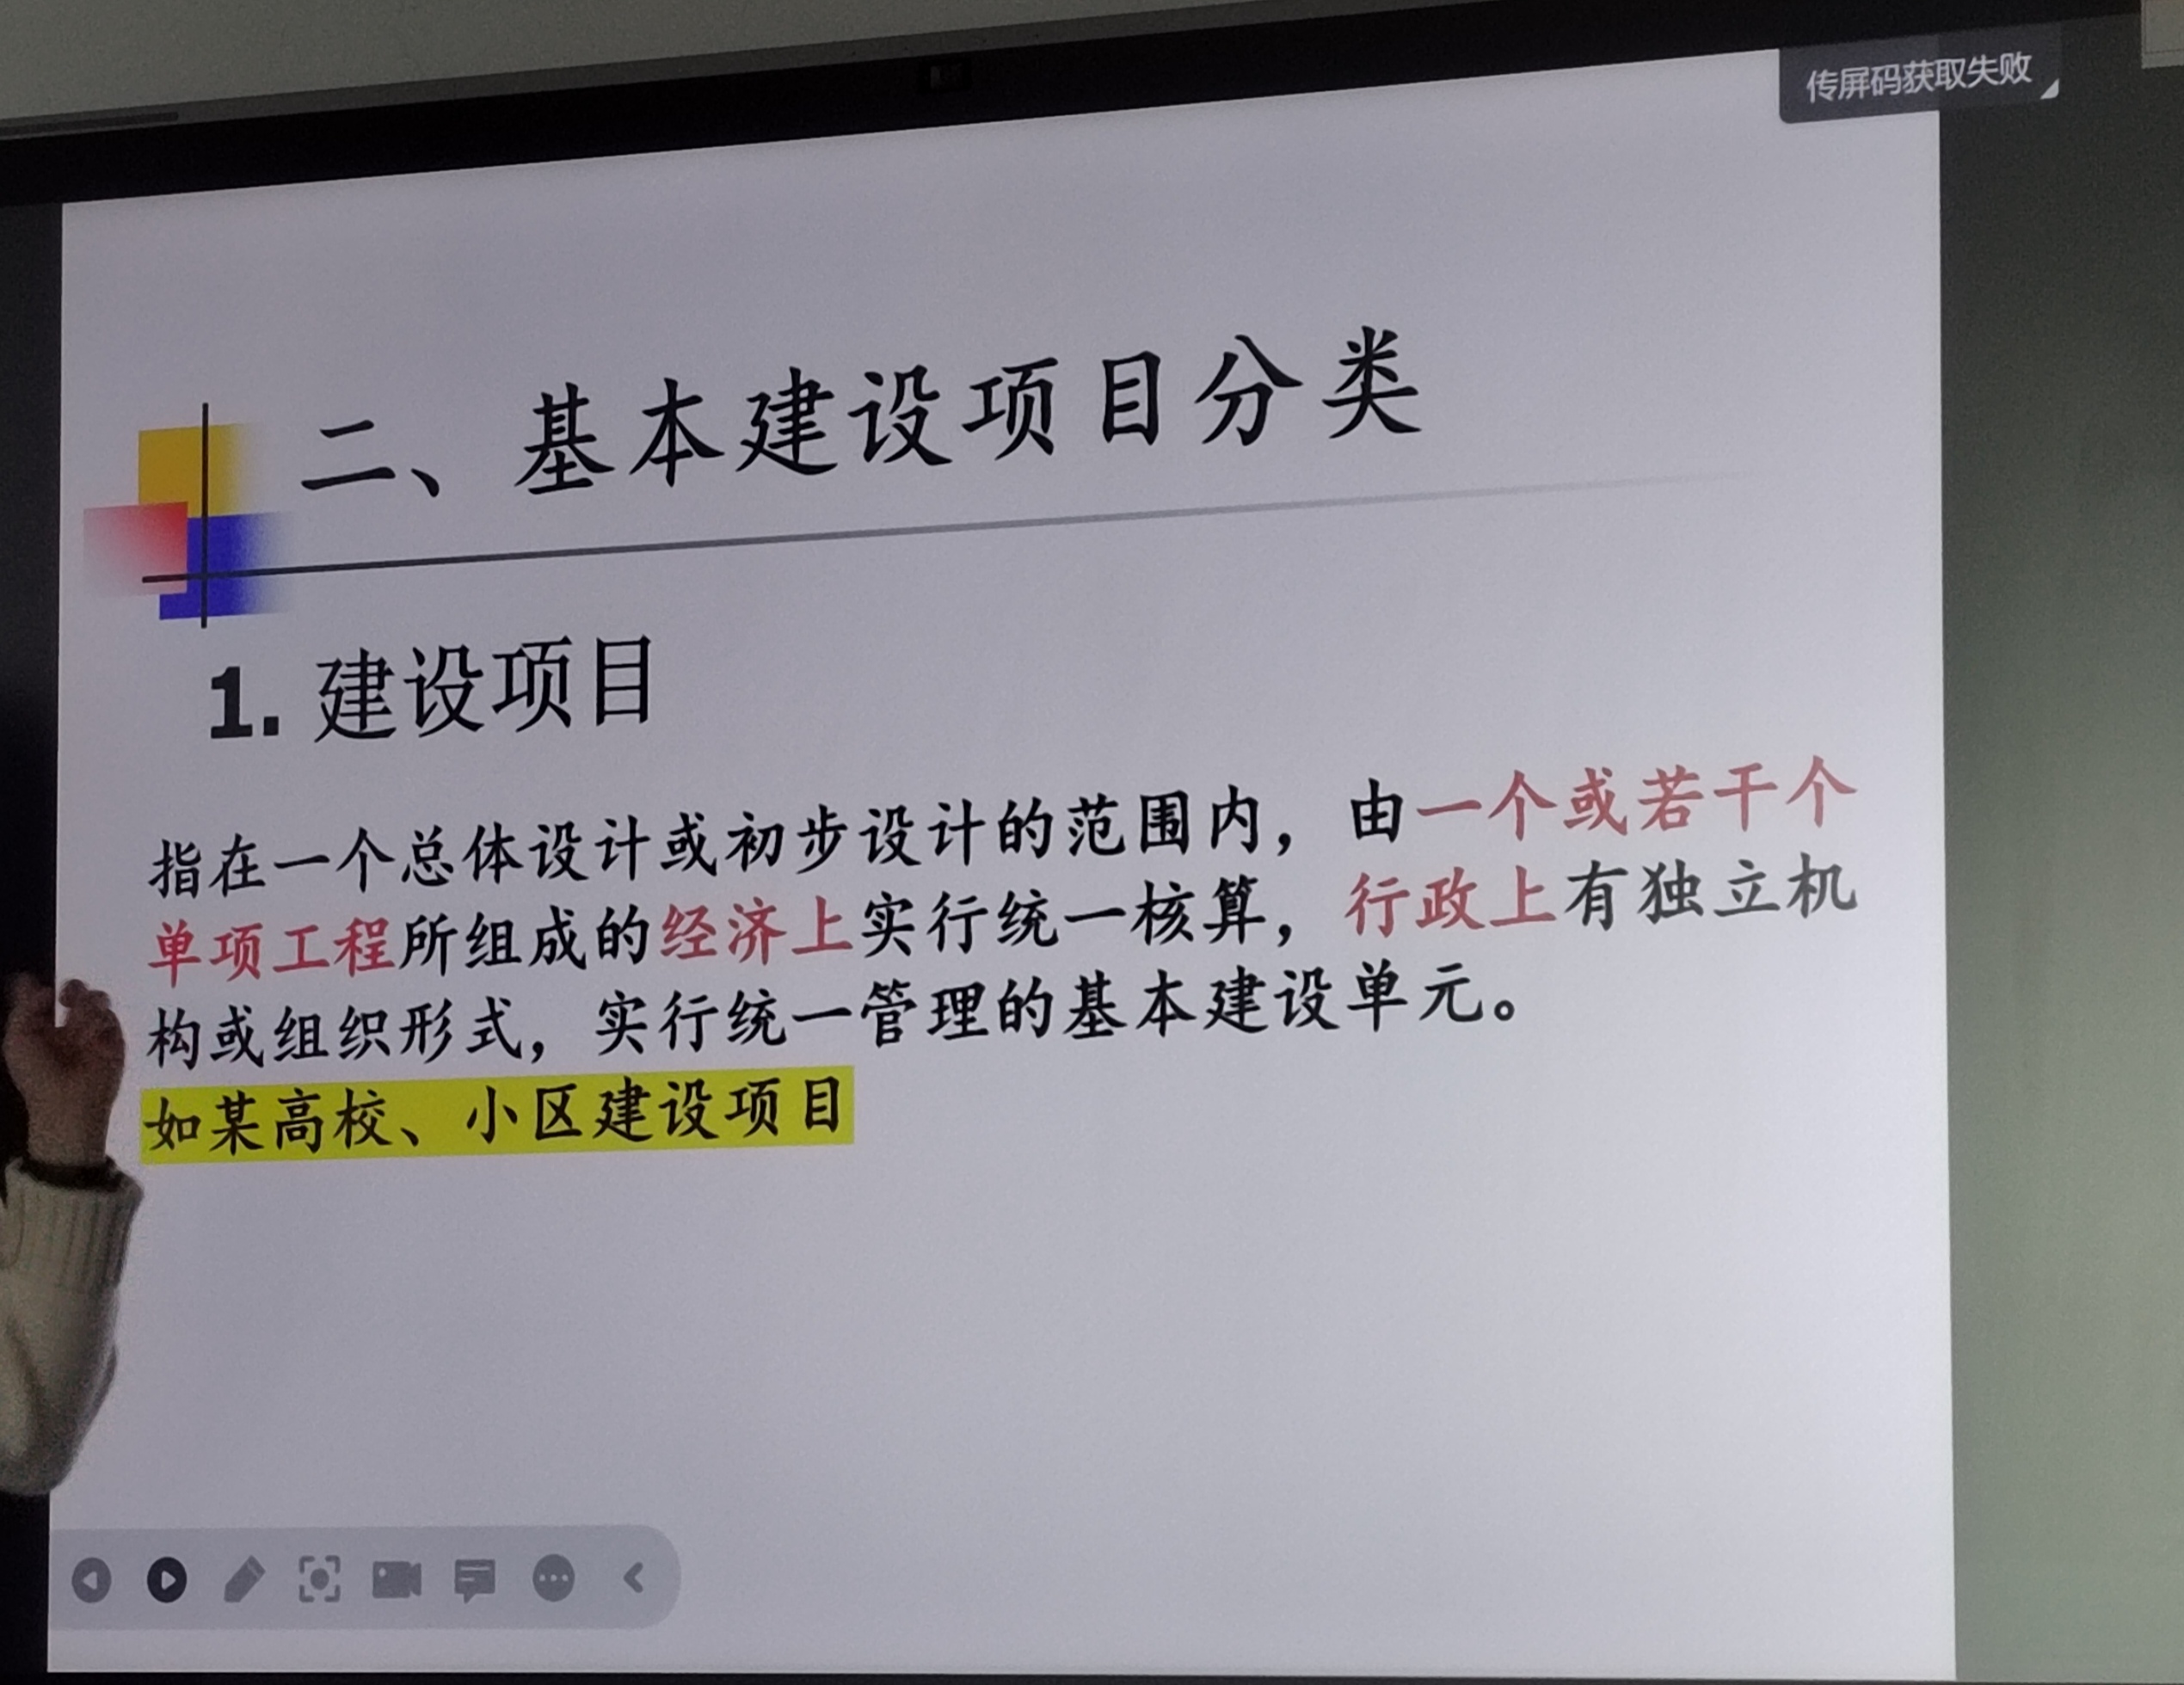 传屏码获取失败
二、基本建设项目分类
1. 建设项目
指在一个总体设计或初步设计的范围内，由一个或若干个
单项工程所组成的经济上实行统一核算，行政上有独立机
构或组织形式，实行统一管理的基本建设单元。
如某高校、小区建设项目